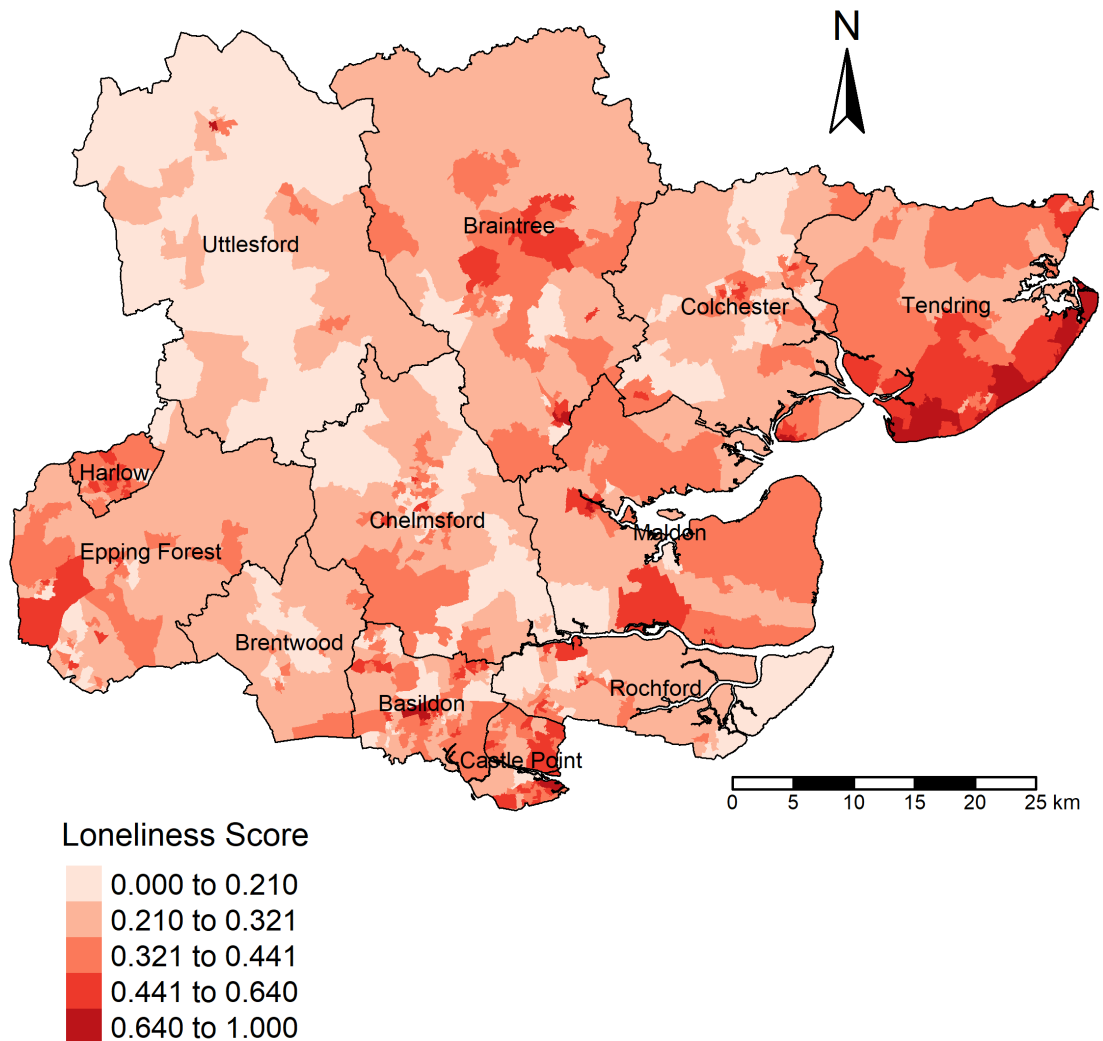 N
Uttlesford
Braintree
Colchester
Tendring
Harlow
Chelmsford
Maldon
Epping Forest
Brentwood
Rochford
Basildon
Castle Point
0 5 10 15 20 25 km
Loneliness Score
0.000 to 0.210
0.210 to 0.321
0.321 to 0.441
0.441 to 0.640
0.640 to 1.000